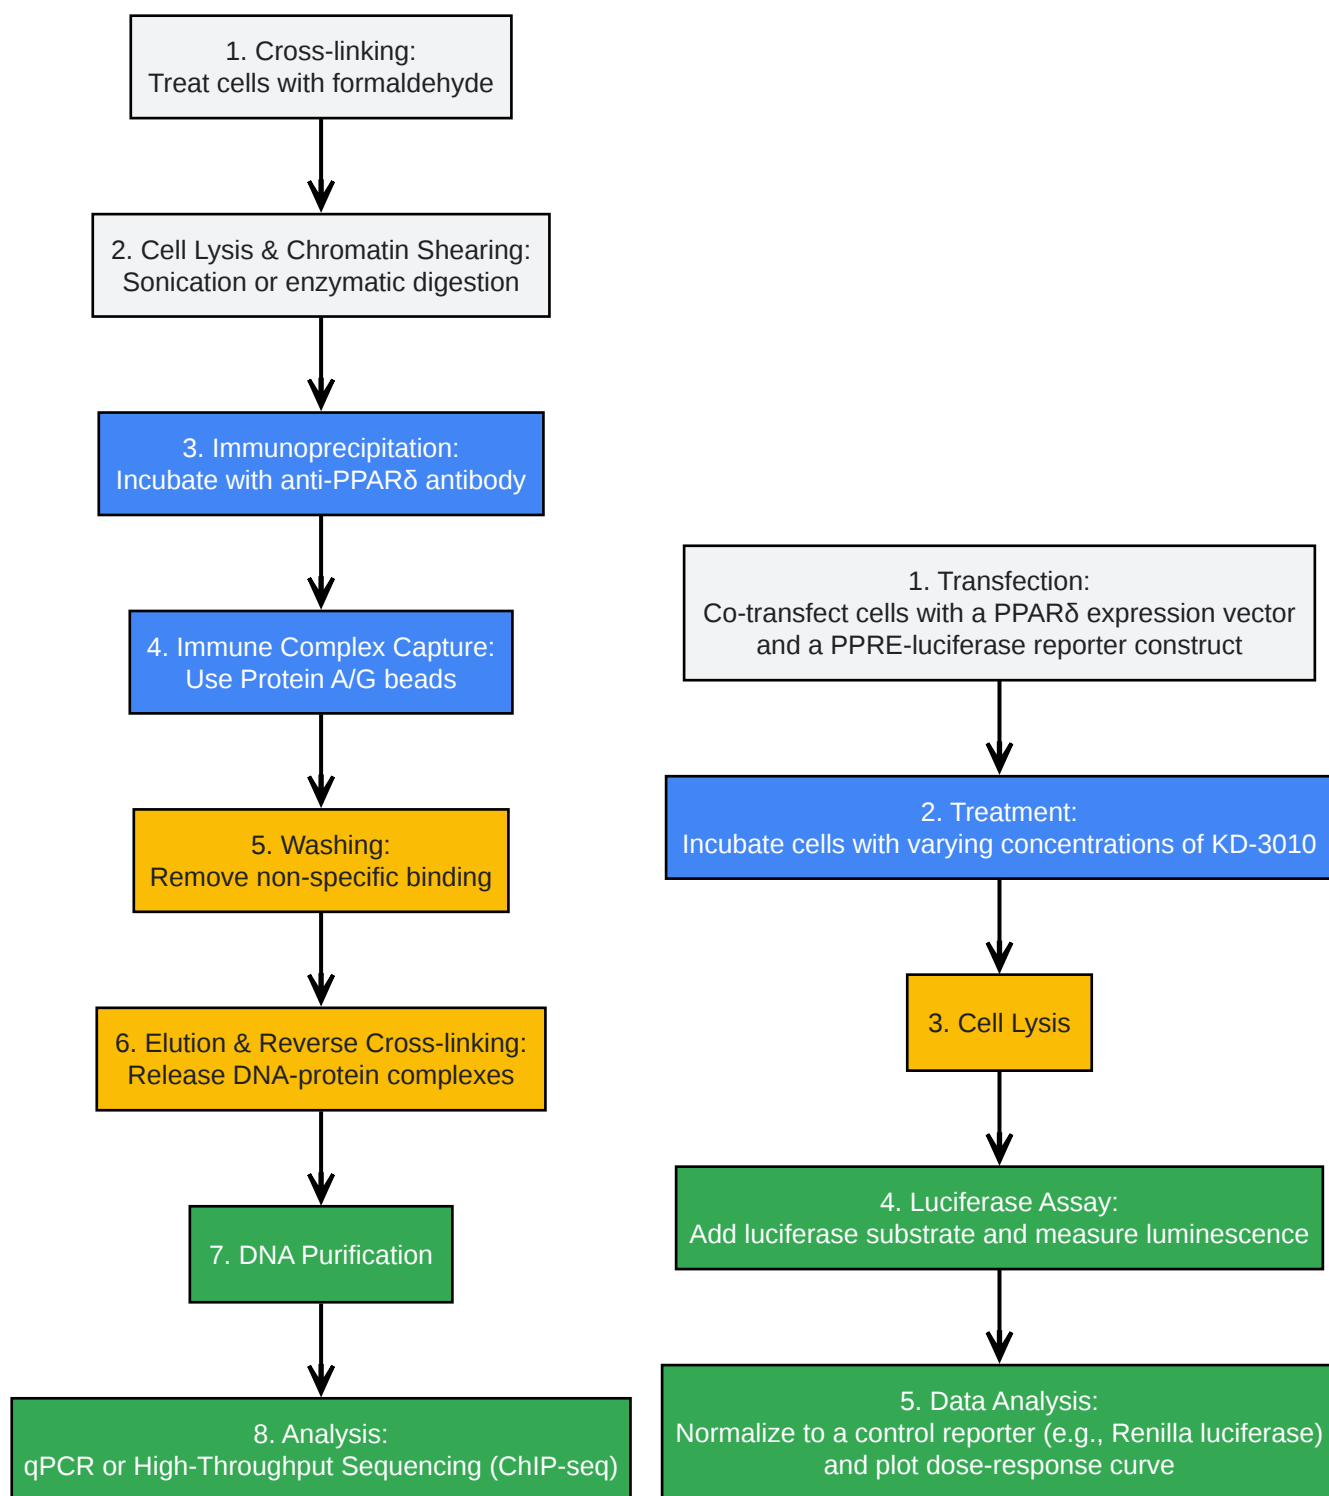 1. Cross-linking:
Treat cells with formaldehyde
2. Cell Lysis & Chromatin Shearing:
Sonication or enzymatic digestion
3. Immunoprecipitation:
Incubate with anti-PPARδ antibody
4. Immune Complex Capture:
Use Protein A/G beads
5. Washing:
Remove non-specific binding
6. Elution & Reverse Cross-linking:
Release DNA-protein complexes
7. DNA Purification
8. Analysis:
qPCR or High-Throughput Sequencing (ChIP-seq)
1. Transfection:
Co-transfect cells with a PPARδ expression vector
and a PPRE-luciferase reporter construct
2. Treatment:
Incubate cells with varying concentrations of KD-3010
3. Cell Lysis
4. Luciferase Assay:
Add luciferase substrate and measure luminescence
5. Data Analysis:
Normalize to a control reporter (e.g., Renilla luciferase)
and plot dose-response curve